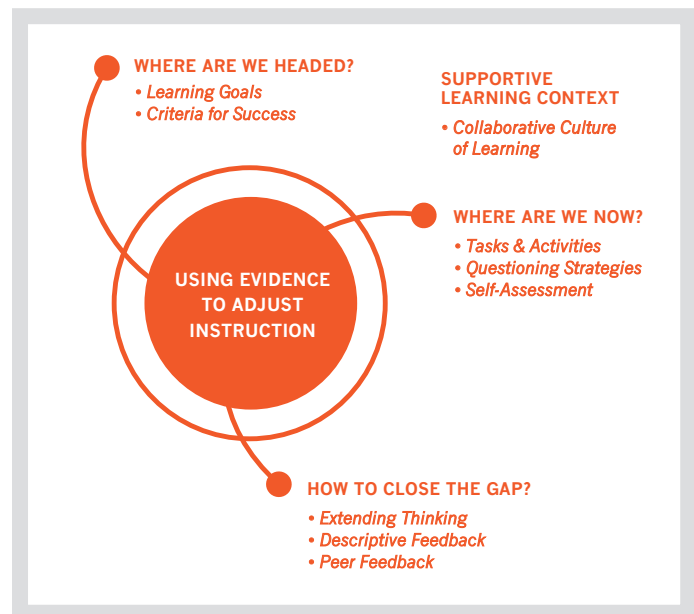 WHERE ARE WE HEADED?
• Learning Goals
• Criteria for Success
SUPPORTIVE
LEARNING CONTEXT
• Collaborative Culture
of Learning
WHERE ARE WE NOW?
• Tasks & Activities
• Questioning Strategies
• Self-Assessment
USING EVIDENCE
TO ADJUST
INSTRUCTION
HOW TO CLOSE THE GAP?
• Extending Thinking
• Descriptive Feedback
• Peer Feedback